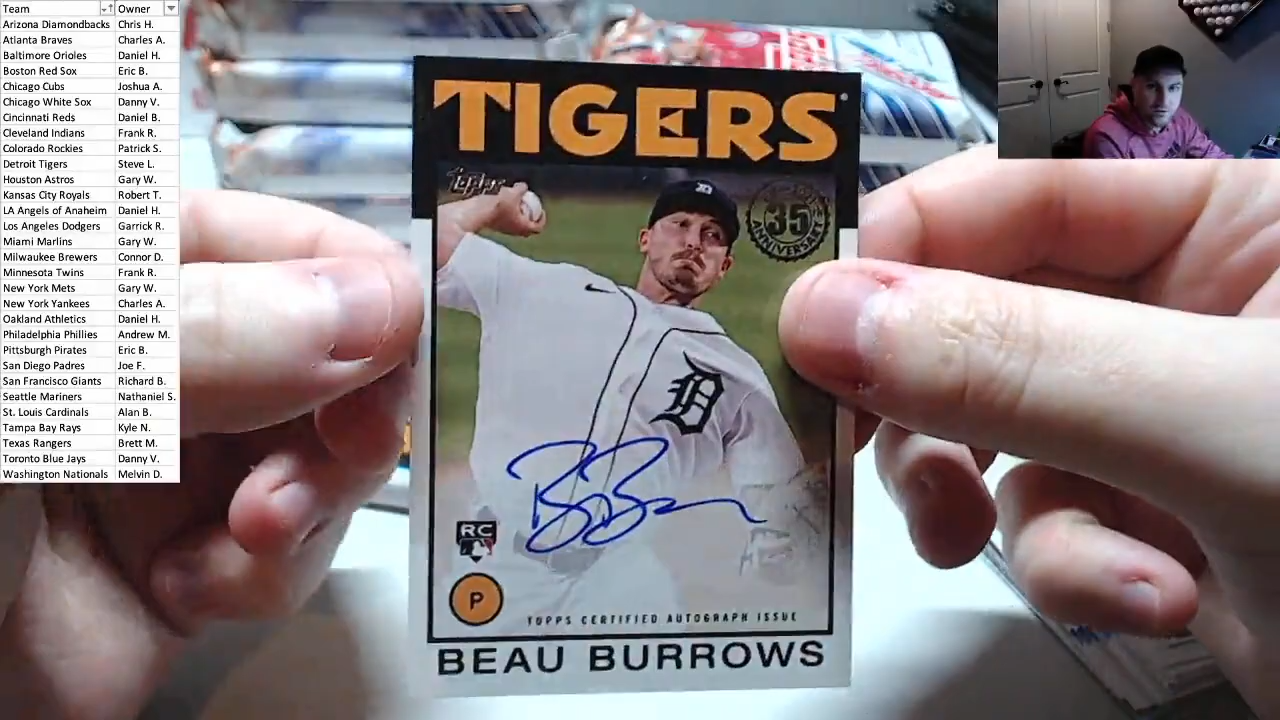 Team Owner
Arizona Diamondbacks Chris H.
Atlanta Braves Charles A.
Baltimore Orioles Daniel H.
Boston Red Sox Eric B.
Chicago Cubs Joshua A.
Chicago White Sox Danny V.
Cincinnati Reds Daniel B.
Cleveland Indians Frank R.
Colorado Rockies Patrick S.
Detroit Tigers Steve L.
Houston Astros Gary W.
Kansas City Royals Robert T.
LA Angels of Anaheim Daniel H.
Los Angeles Dodgers Garrick R.
Miami Marlins Gary W.
Milwaukee Brewers Connor D.
Minnesota Twins Frank R.
New York Mets Gary W.
New York Yankees Charles A.
Oakland Athletics Daniel H.
Philadelphia Phillies Andrew M.
Pittsburgh Pirates Eric B.
San Diego Padres Joe F.
San Francisco Giants Richard B.
Seattle Mariners Nathaniel S.
St. Louis Cardinals Alan B.
Tampa Bay Rays Kyle N.
Texas Rangers Brett M.
Toronto Blue Jays Danny V.
Washington Nationals Melvin D.
TIGERS
Topps
35
ANNIVERSARY
D
RC
P
TOPPS CERTIFIED AUTOGRAPH ISSUE
BEAU BURROWS